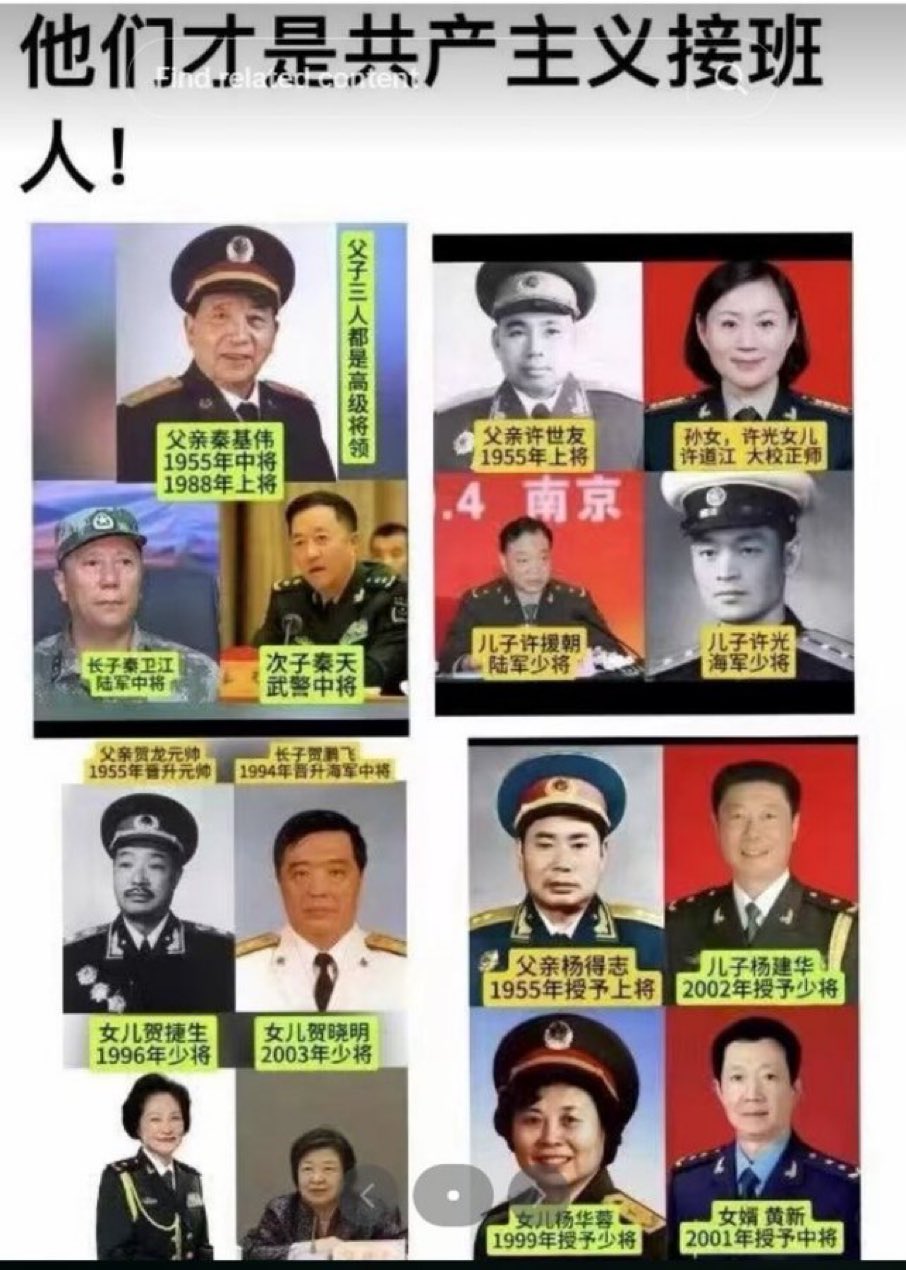 他们才是共产主义接班
Find related content
人！
父子三人都是高级将领
父亲秦基伟
1955年中将
1988年上将
长子秦卫江
陆军中将
次子秦天
武警中将
父亲许世友
1955年上将
孙女，许光女儿
许道江 大校正师
.4 南京
儿子许援朝
陆军少将
儿子许光
海军少将
父亲贺龙元帅
1955年晋升元帅
长子贺鹏飞
1994年晋升海军中将
女儿贺捷生
1996年少将
女儿贺晓明
2003年少将
父亲杨得志
1955年授予上将
儿子杨建华
2002年授予少将
女儿杨华蓉
1999年授予少将
女婿 黄新
2001年授予中将